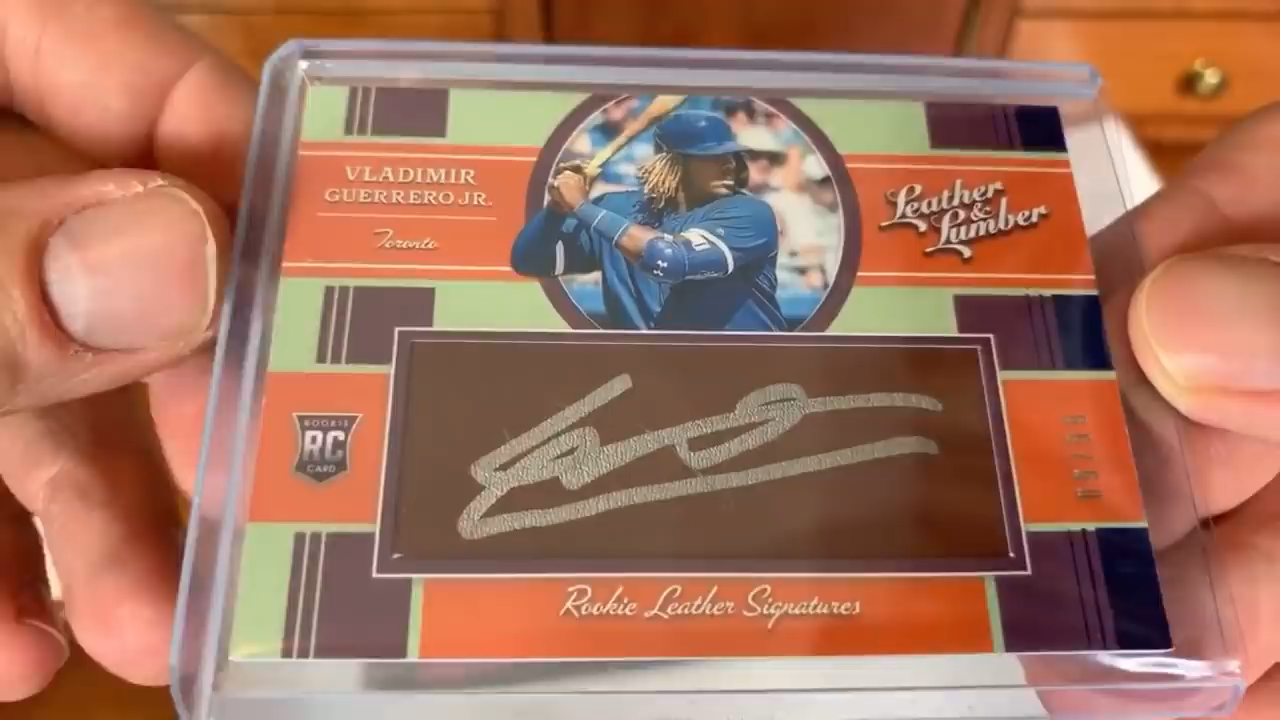 VLADIMIR
GUERRERO JR.
Toronto
Leather
&
Lumber
ROOKIE
RC
CARD
Rookie Leather Signatures